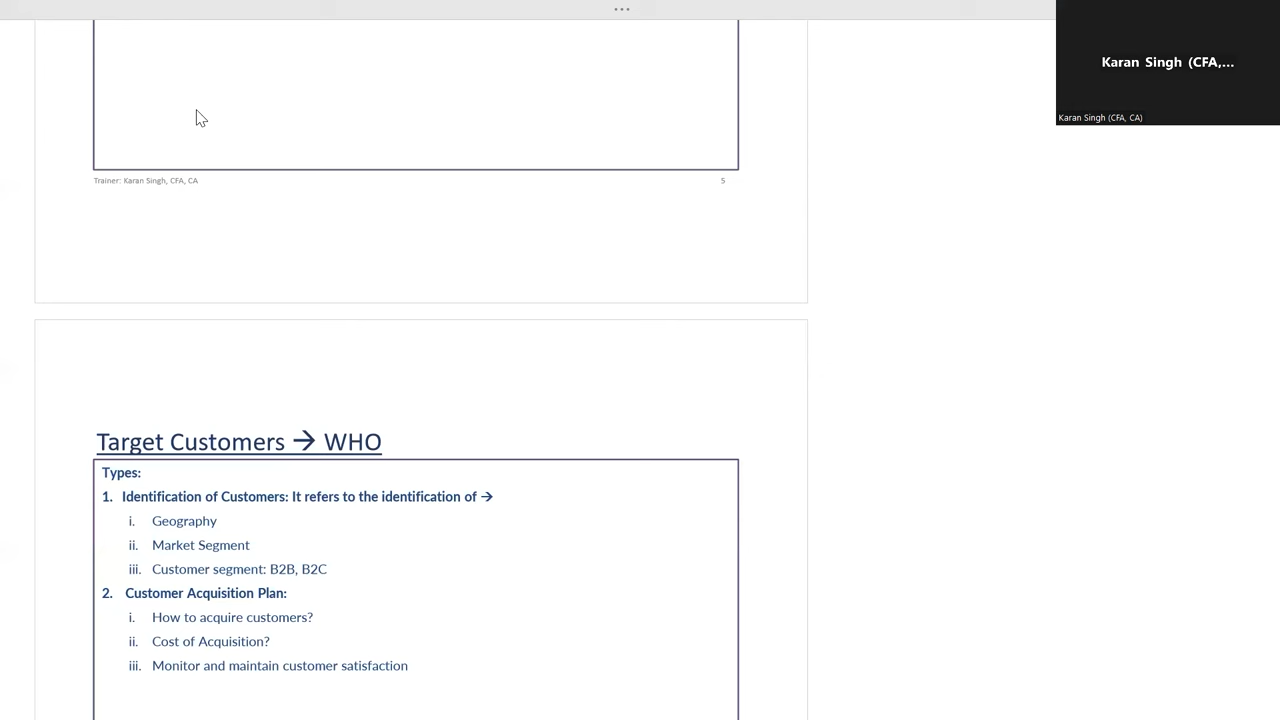 Karan Singh (CFA,...
Karan Singh (CFA, CA)
Trainer: Karan Singh, CFA, CA
5
Target Customers → WHO
Types:
1. Identification of Customers: It refers to the identification of →
i. Geography
ii. Market Segment
iii. Customer segment: B2B, B2C
2. Customer Acquisition Plan:
i. How to acquire customers?
ii. Cost of Acquisition?
iii. Monitor and maintain customer satisfaction